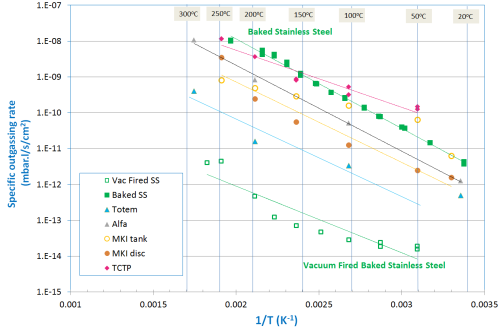 300ºC 250ºC 200ºC 150ºC 100ºC 50ºC 20ºC
Baked Stainless Steel
1.E-08
1.E-09
1.E-10
1.E-11
1.E-12
1.E-13
1.E-14
1.E-15
Specific outgassing rate
(mbar.l/s/cm²)
Vac Fired SS
Baked SS
Totem
Alfa
MKI tank
MKI disc
TCTP
Vacuum Fired Baked Stainless Steel
0.001 0.0015 0.002 0.0025 0.003 0.0035
1/T (K⁻¹)